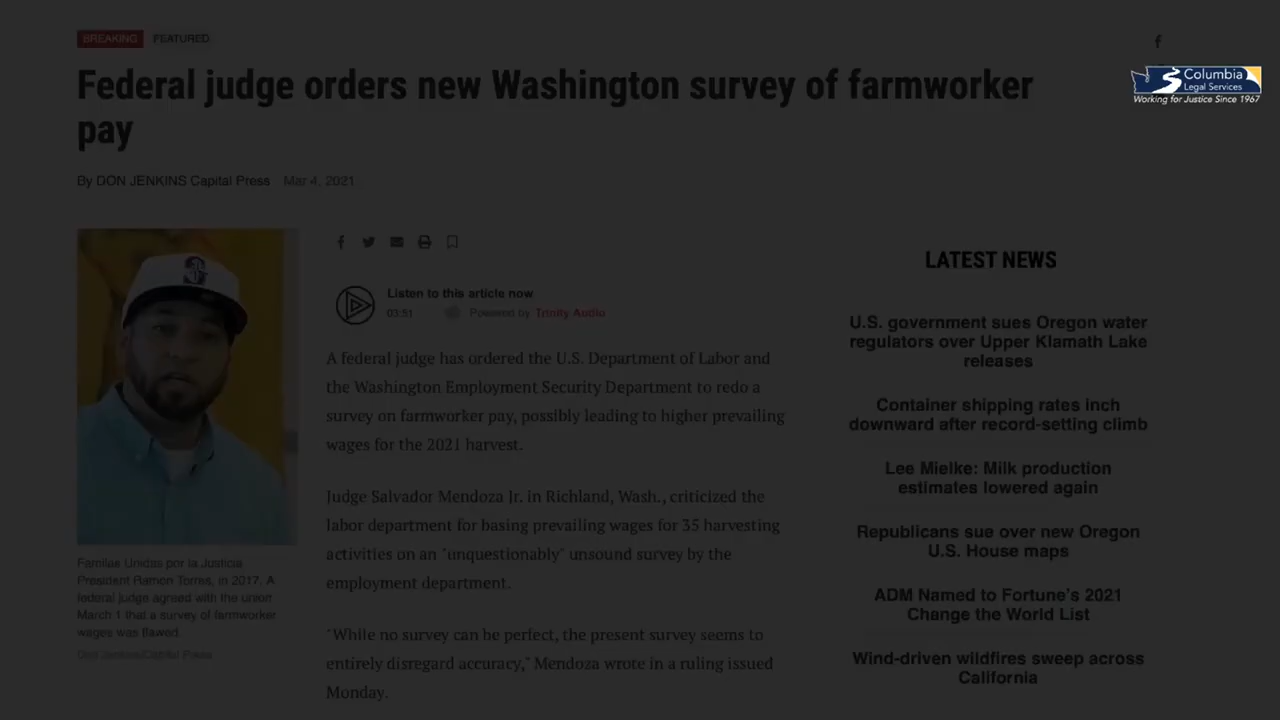 BREAKING FEATURED
Federal judge orders new Washington survey of farmworker
pay
By DON JENKINS Capital Press Mar 4, 2021
Columbia
Legal Services
Working for Justice Since 1967
Listen to this article now
03:51 Powered by Trinity Audio
A federal judge has ordered the U.S. Department of Labor and
the Washington Employment Security Department to redo a
survey on farmworker pay, possibly leading to higher prevailing
wages for the 2021 harvest.
Judge Salvador Mendoza Jr. in Richland, Wash., criticized the
labor department for basing prevailing wages for 35 harvesting
activities on an "unquestionably" unsound survey by the
employment department.
"While no survey can be perfect, the present survey seems to
entirely disregard accuracy," Mendoza wrote in a ruling issued
Monday.
Familas Unidas por la Justicia
President Ramon Torres, in 2017. A
federal judge agreed with the union
March 1 that a survey of farmworker
wages was flawed.
Don Jenkins/Capital Press
LATEST NEWS
U.S. government sues Oregon water
regulators over Upper Klamath Lake
releases
Container shipping rates inch
downward after record-setting climb
Lee Mielke: Milk production
estimates lowered again
Republicans sue over new Oregon
U.S. House maps
ADM Named to Fortune's 2021
Change the World List
Wind-driven wildfires sweep across
California